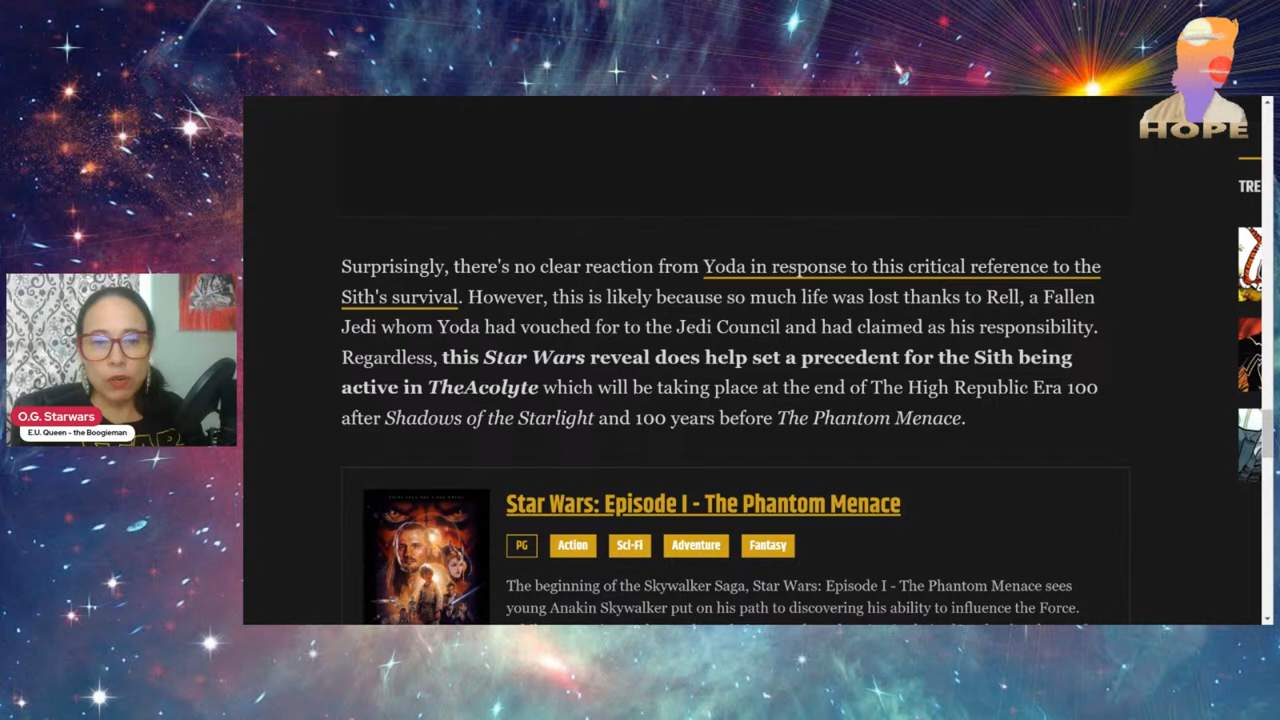 HOPE
TRE
Surprisingly, there's no clear reaction from Yoda in response to this critical reference to the
Sith's survival. However, this is likely because so much life was lost thanks to Rell, a Fallen
Jedi whom Yoda had vouched for to the Jedi Council and had claimed as his responsibility.
Regardless, this Star Wars reveal does help set a precedent for the Sith being
active in TheAcolyte which will be taking place at the end of The High Republic Era 100
after Shadows of the Starlight and 100 years before The Phantom Menace.
O.G. Starwars
E.U. Queen - the Boogieman
Star Wars: Episode I - The Phantom Menace
PG Action Sci-Fi Adventure Fantasy
The beginning of the Skywalker Saga, Star Wars: Episode I - The Phantom Menace sees
young Anakin Skywalker put on his path to discovering his ability to influence the Force.